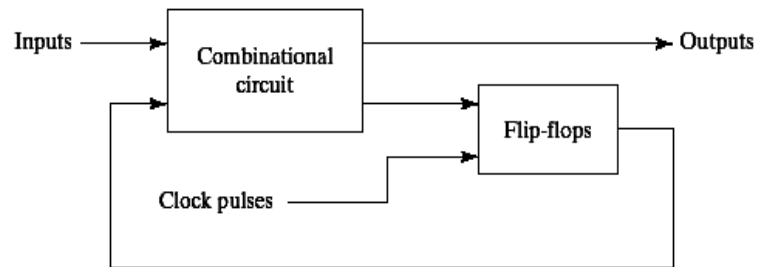 Inputs
Combinational
circuit
Outputs
Flip-flops
Clock pulses